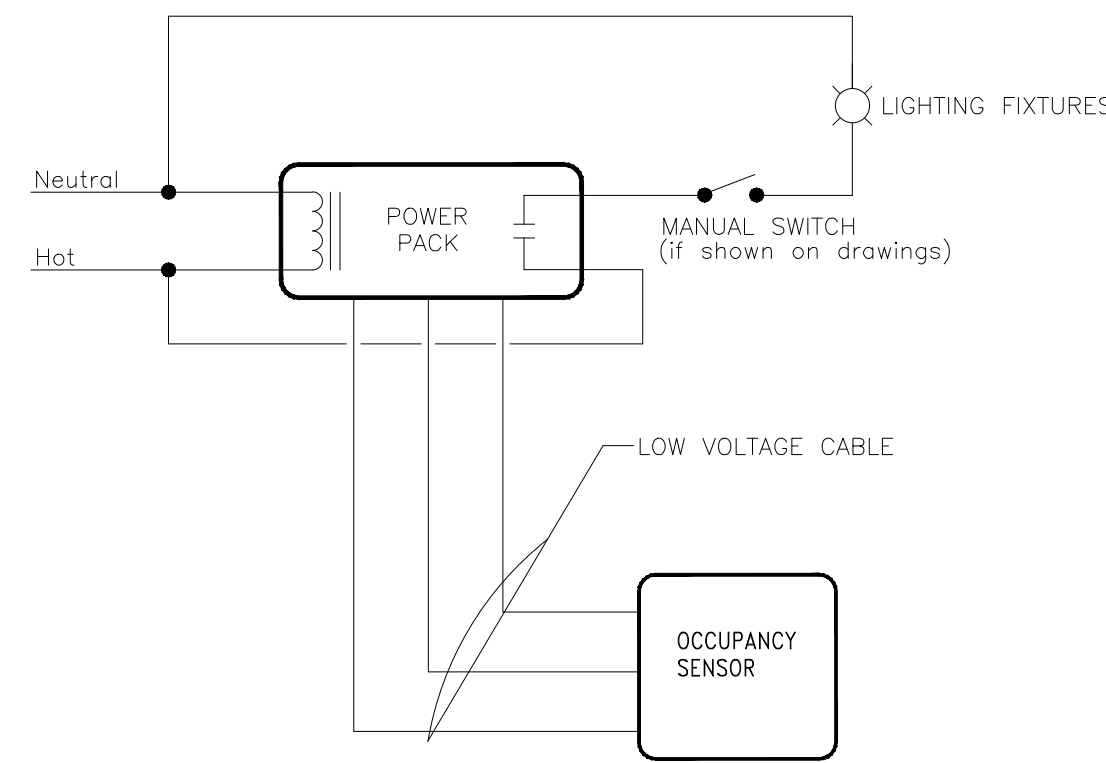 LIGHTING FIXTURES
Neutral
POWER
PACK
MANUAL SWITCH
(if shown on drawings)
Hot
LOW VOLTAGE CABLE
OCCUPANCY
SENSOR